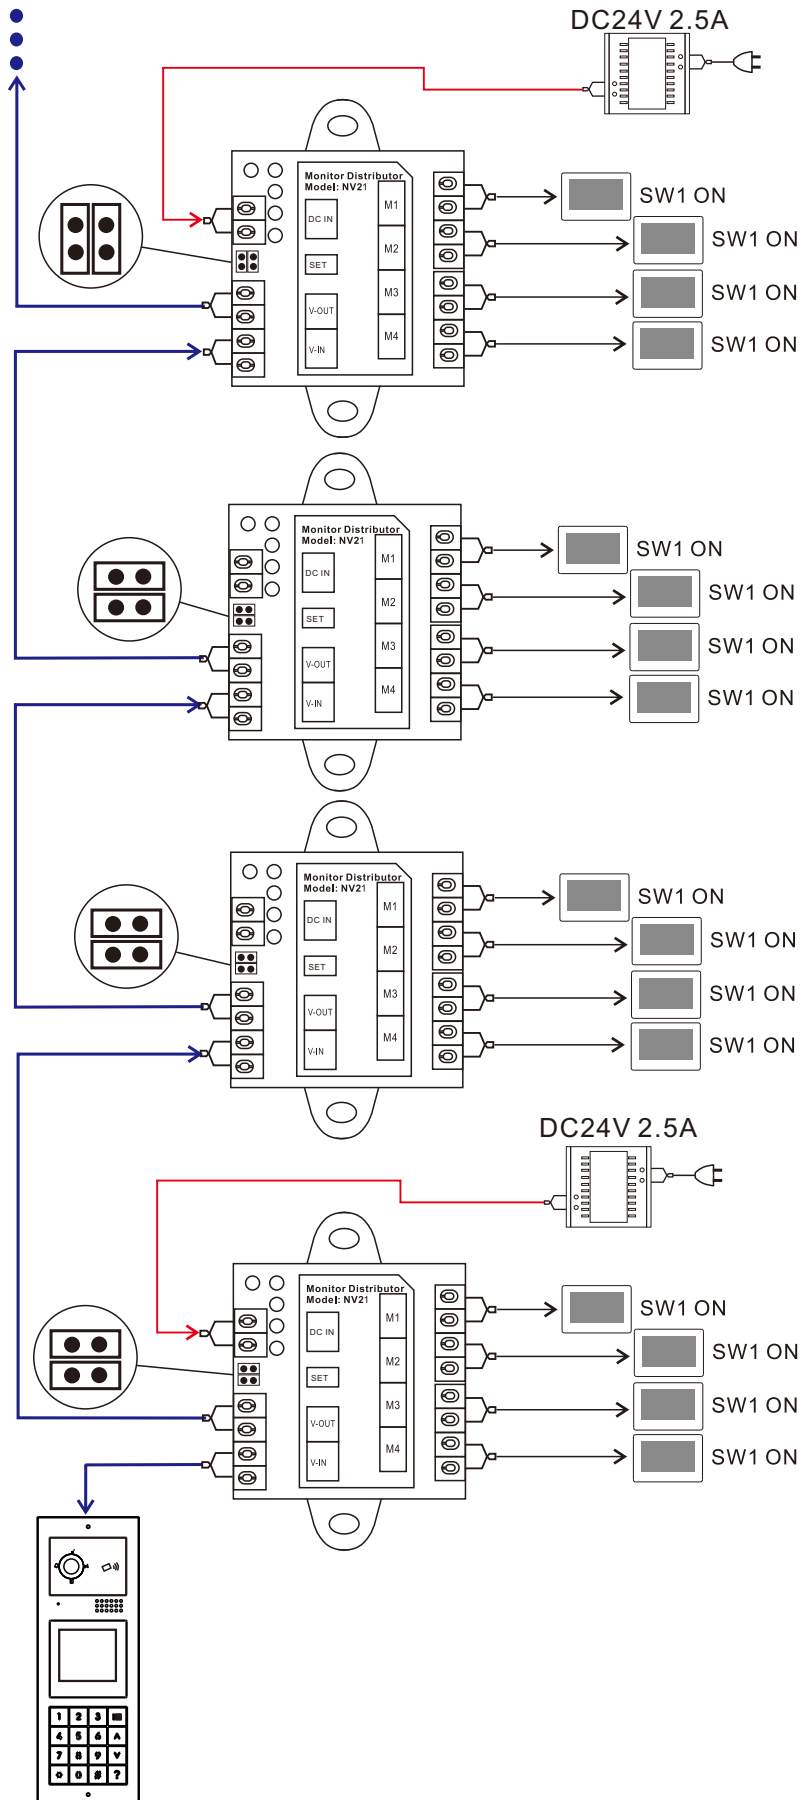 DC24V 2.5A
Monitor Distributor
Model: NV21
DC IN
SET
V-OUT
V-IN
M1
M2
M3
M4
SW1 ON
SW1 ON
SW1 ON
SW1 ON
Monitor Distributor
Model: NV21
DC IN
SET
V-OUT
V-IN
M1
M2
M3
M4
SW1 ON
SW1 ON
SW1 ON
SW1 ON
Monitor Distributor
Model: NV21
DC IN
SET
V-OUT
V-IN
M1
M2
M3
M4
SW1 ON
SW1 ON
SW1 ON
SW1 ON
DC24V 2.5A
Monitor Distributor
Model: NV21
DC IN
SET
V-OUT
V-IN
M1
M2
M3
M4
SW1 ON
SW1 ON
SW1 ON
SW1 ON
1 2 3
4 5 6
7 8 9
0 # ?